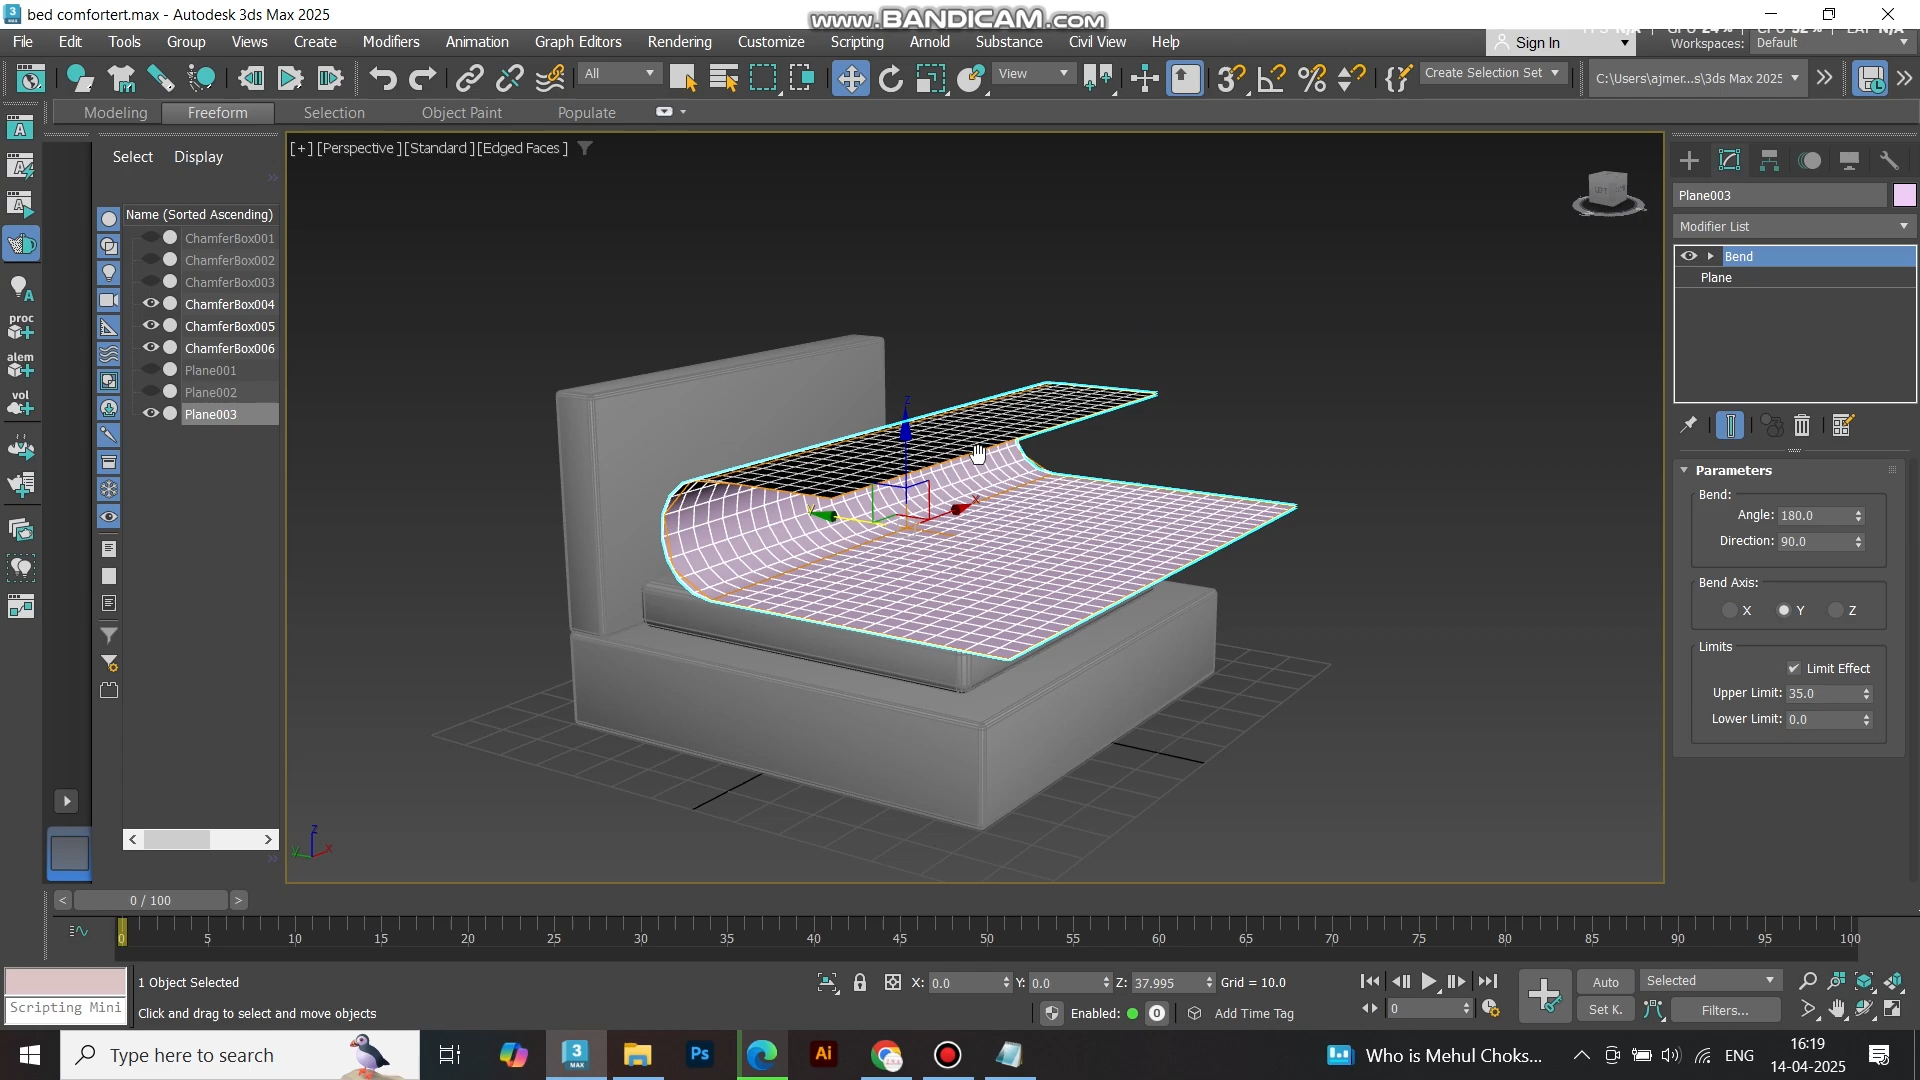 bed comfortert.max - Autodesk 3ds Max 2025
www.BANDICAM.com
File Edit Tools Group Views Create Modifiers Animation Graph Editors Rendering Customize Scripting Arnold Substance Civil View Help
Sign In
Workspaces: Default
All
View
Create Selection Set
C:\Users\ajmer...s\3ds Max 2025
Modeling Freeform Selection Object Paint Populate
Select Display
[+] [Perspective ] [Standard ] [Edged Faces ]
Name (Sorted Ascending)
ChamferBox001
ChamferBox002
ChamferBox003
ChamferBox004
ChamferBox005
ChamferBox006
Plane001
Plane002
Plane003
proc
alem
vol
Plane003
Modifier List
Bend
Plane
Parameters
Bend:
Angle: 180.0
Direction: 90.0
Bend Axis:
X Y Z
Limits
Limit Effect
Upper Limit: 35.0
Lower Limit: 0.0
z
x
y
0 / 100
0 5 10 15 20 25 30 35 40 45 50 55 60 65 70 75 80 85 90 95 100
1 Object Selected
Click and drag to select and move objects
Scripting Mini
X: 0.0 Y: 0.0 Z: 37.995 Grid = 10.0
Enabled: 0 Add Time Tag
0
Auto Selected
Set K. Filters...
Type here to search
Who is Mehul Choks...
ENG
16:19
14-04-2025